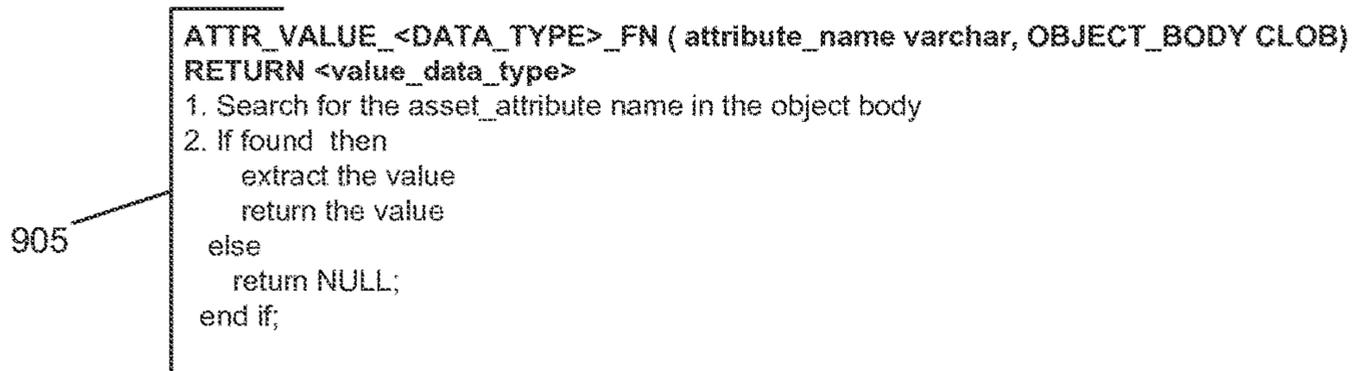 ATTR_VALUE_<DATA_TYPE>_FN ( attribute_name varchar, OBJECT_BODY CLOB)
RETURN <value_data_type>
1. Search for the asset_attribute name in the object body
2. If found then
extract the value
return the value
905
else
return NULL;
end if;